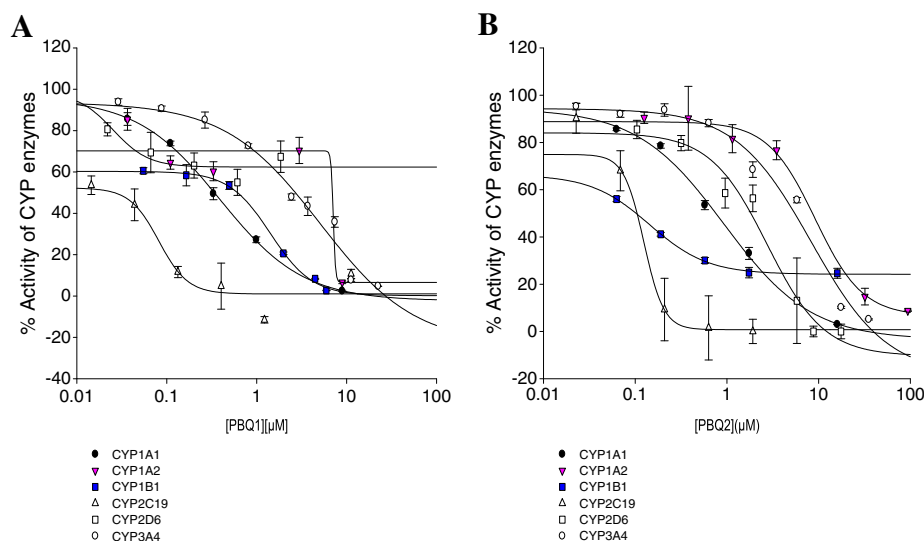 A
% Activity of CYP enzymes
120
100
80
60
40
20
0
-20
-40
0.01
0.1
1
10
100
[PBQ1][µM]
CYP1A1
CYP1A2
CYP1B1
CYP2C19
CYP2D6
CYP3A4
B
% Activity of CYP enzymes
120
100
80
60
40
20
0
-20
0.01
0.1
1
10
100
[PBQ2](µM)
CYP1A1
CYP1A2
CYP1B1
CYP2C19
CYP2D6
CYP3A4